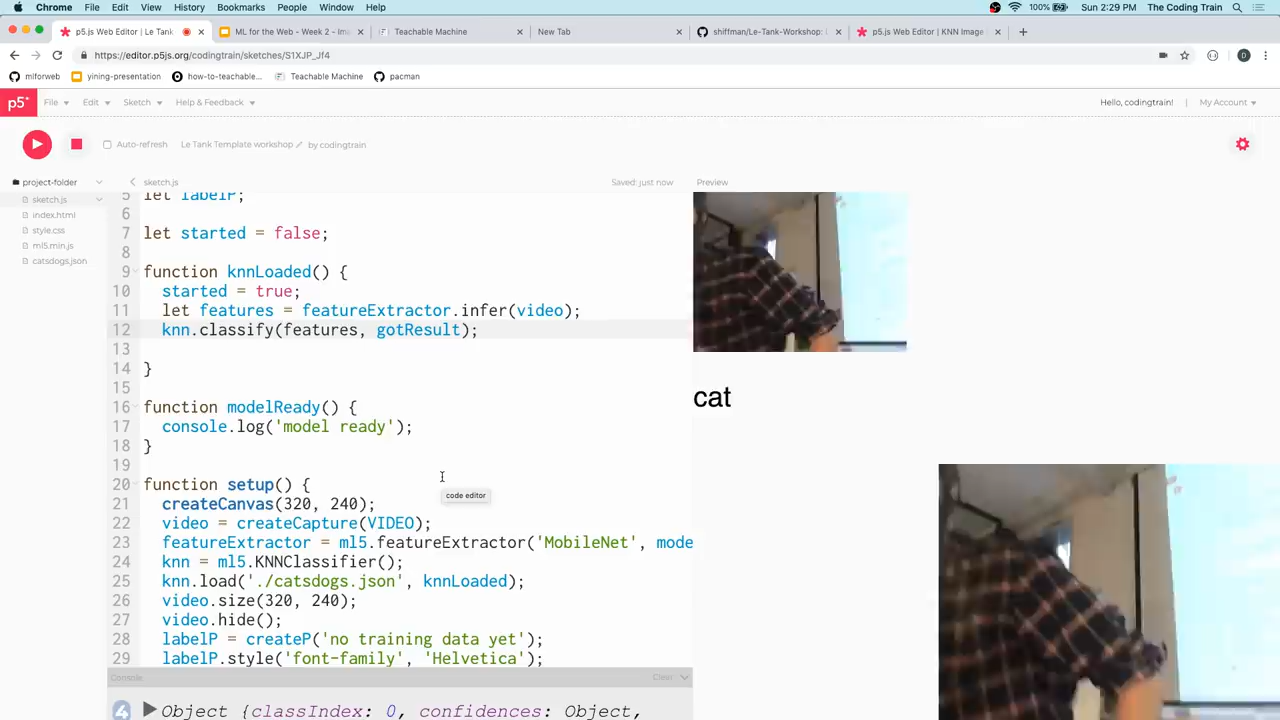 Chrome File Edit View History Bookmarks People Window Help 100% Sun 2:29 PM The Coding Train
p5.js Web Editor | Le Tank ML for the Web - Week 2 - Im Teachable Machine New Tab shiffman/Le-Tank-Workshop: p5.js Web Editor | KNN Image
https://editor.p5js.org/codingtrain/sketches/S1XJP_Jf4 D
mlforweb yining-presentation how-to-teachable... Teachable Machine pacman
p5* File Edit Sketch Help & Feedback Hello, codingtrain! | My Account
Auto-refresh Le Tank Template workshop by codingtrain
project-folder sketch.js Saved: just now Preview
sketch.js
index.html
style.css
ml5.min.js
catsdogs.json
5 let labelP;
6
7 let started = false;
8
9 function knnLoaded() {
10 started = true;
11 let features = featureExtractor.infer(video);
12 knn.classify(features, gotResult);
13
14 }
15
16 function modelReady() {
17 console.log('model ready');
18 }
19
20 function setup() {
21 createCanvas(320, 240);
22 video = createCapture(VIDEO);
23 featureExtractor = ml5.featureExtractor('MobileNet', mode
24 knn = ml5.KNNClassifier();
25 knn.load('./catsdogs.json', knnLoaded);
26 video.size(320, 240);
27 video.hide();
28 labelP = createP('no training data yet');
29 labelP.style('font-family', 'Helvetica');
code editor
cat
Console Clear
4 Object {classIndex: 0, confidences: Object,